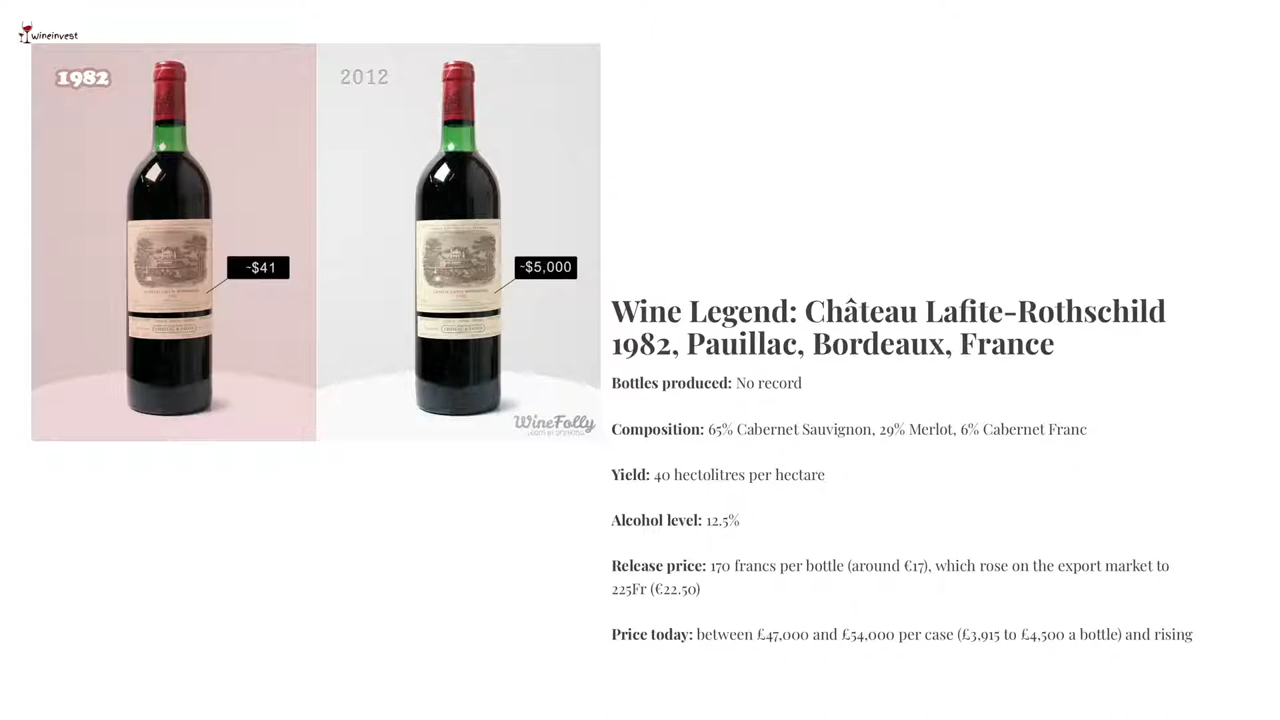 wineinvest
1982
2012
~$41
~$5,000
WineFolly
Wine Legend: Château Lafite-Rothschild
1982, Pauillac, Bordeaux, France
Bottles produced: No record
Composition: 65% Cabernet Sauvignon, 29% Merlot, 6% Cabernet Franc
Yield: 40 hectolitres per hectare
Alcohol level: 12.5%
Release price: 170 francs per bottle (around €17), which rose on the export market to
225Fr (€22.50)
Price today: between £47,000 and £54,000 per case (£3,915 to £4,500 a bottle) and rising